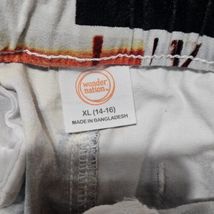 wonder
nation
XL (14-16)
MADE IN BANGLADESH